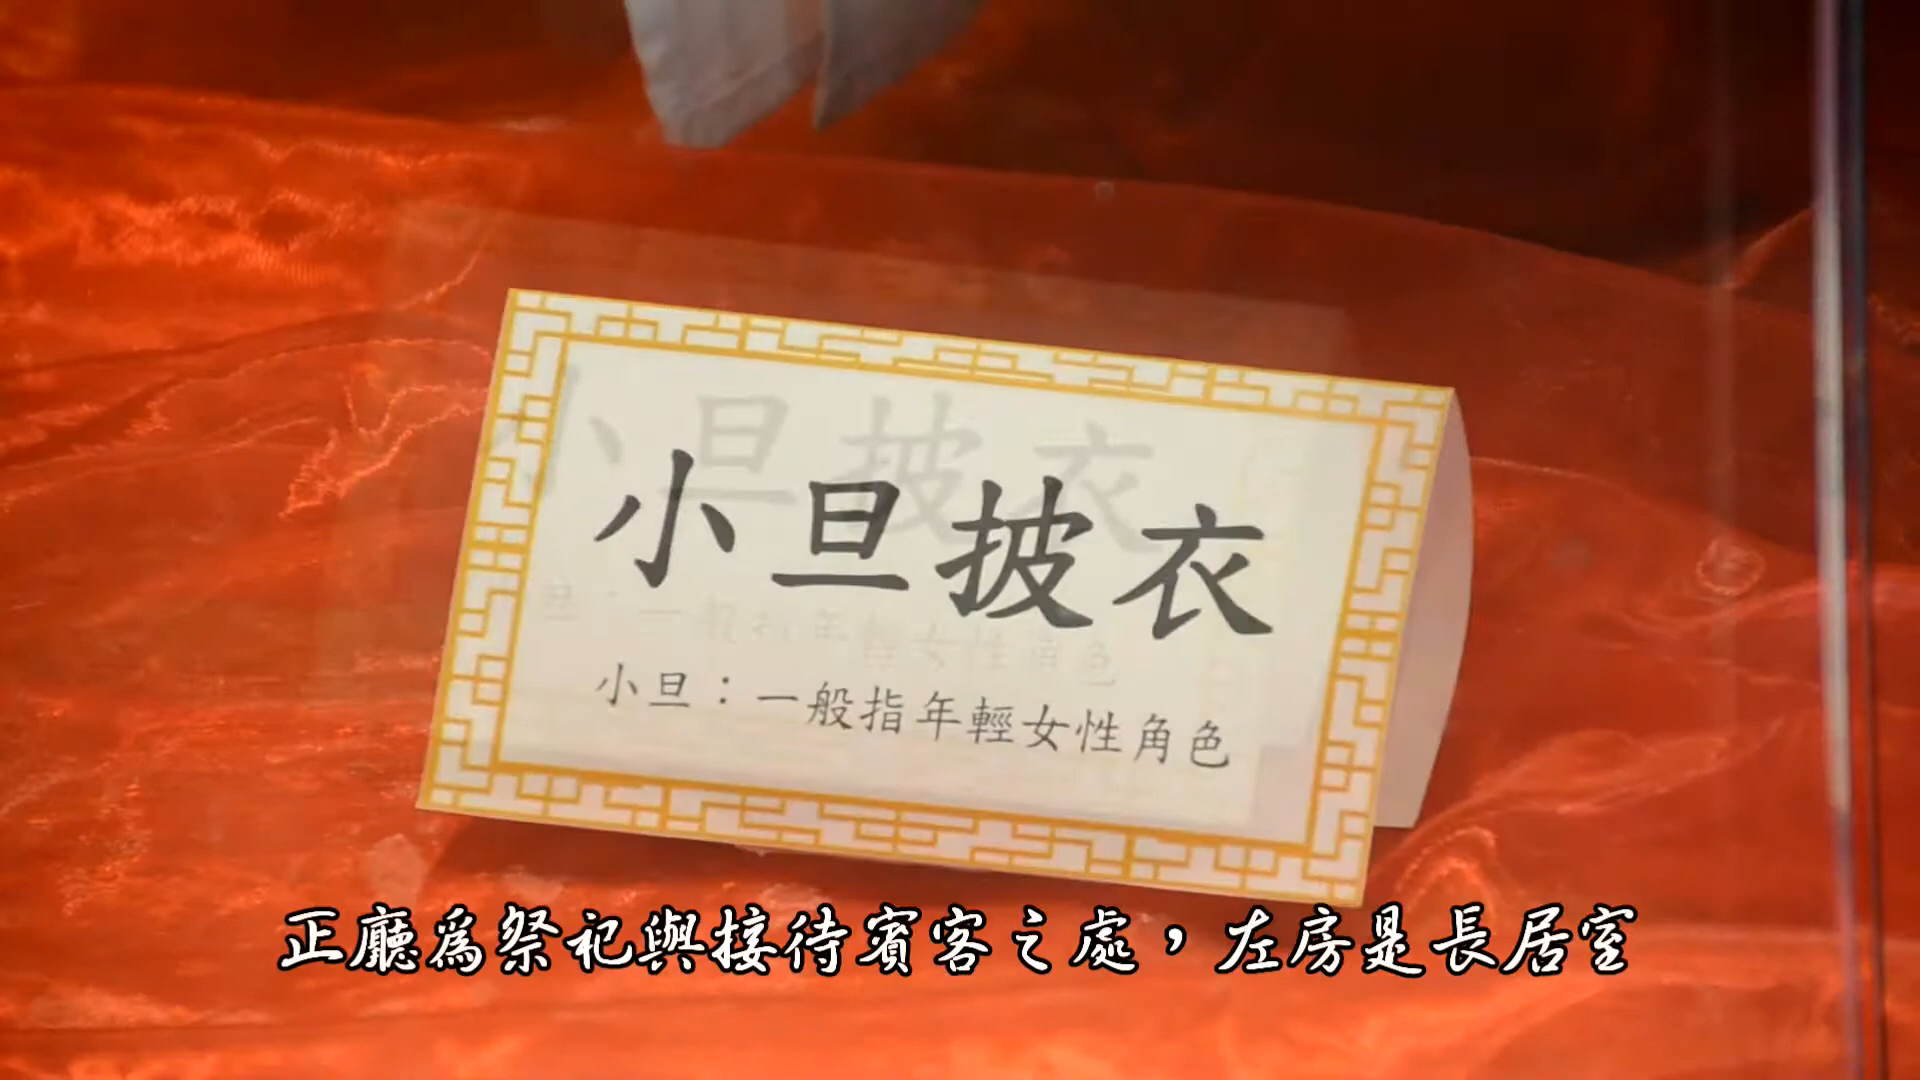 小旦披衣
小旦：一般指年輕女性角色
正廳為祭祀與接待賓客之處，左房是長居室